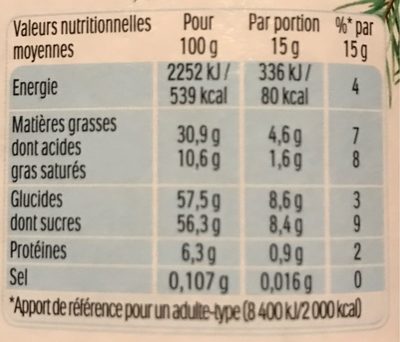 Valeurs nutritionnelles Pour Par portion %* par
moyennes 100 g 15 g 15 g
Energie 2252 kJ / 336 kJ / 4
539 kcal 80 kcal
Matières grasses 30,9 g 4,6 g 7
dont acides 10,6 g 1,6 g 8
gras saturés
Glucides 57,5 g 8,6 g 3
dont sucres 56,3 g 8,4 g 9
Protéines 6,3 g 0,9 g 2
Sel 0,107 g 0,016 g 0
*Apport de référence pour un adulte-type (8 400 kJ/2 000 kcal)